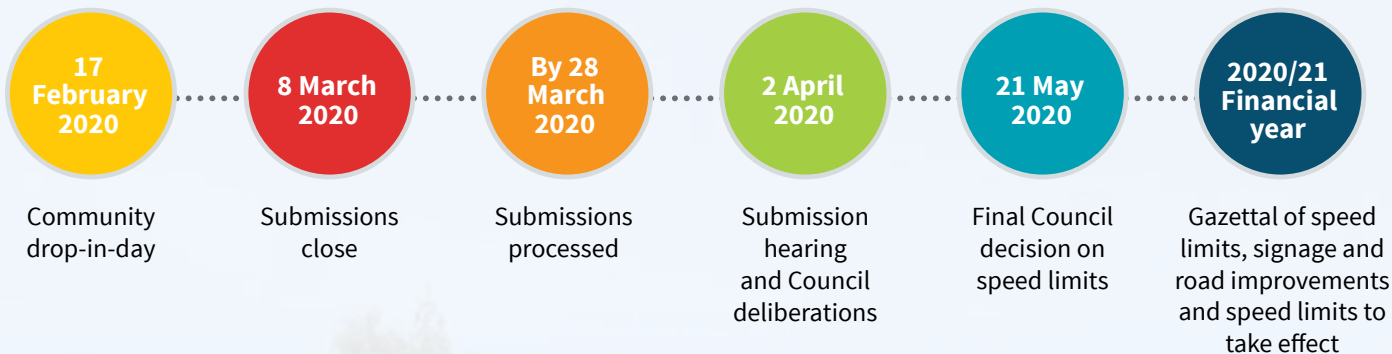 17
February
2020
Community
drop-in-day
8 March
2020
Submissions
close
By 28
March
2020
Submissions
processed
2 April
2020
Submission
hearing
and Council
deliberations
21 May
2020
Final Council
decision on
speed limits
2020/21
Financial
year
Gazettal of speed
limits, signage and
road improvements
and speed limits to
take effect